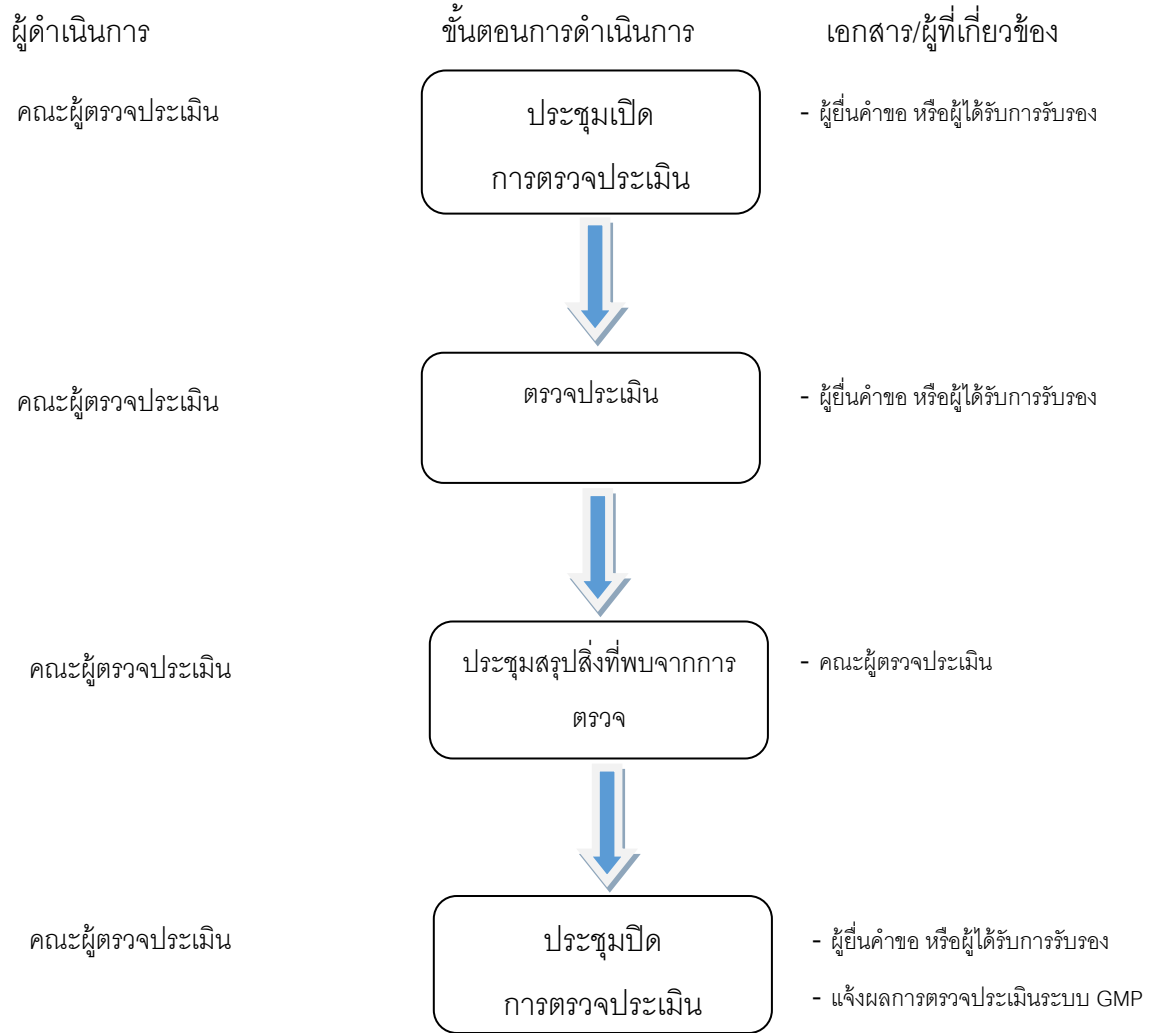 ผู้ดำเนินการ ขั้นตอนการดำเนินการ เอกสาร/ผู้ที่เกี่ยวข้อง
คณะผู้ตรวจประเมิน ประชุมเปิด - ผู้ยื่นคำขอ หรือผู้ได้รับการรับรอง
การตรวจประเมิน
คณะผู้ตรวจประเมิน ตรวจประเมิน - ผู้ยื่นคำขอ หรือผู้ได้รับการรับรอง
คณะผู้ตรวจประเมิน ประชุมสรุปสิ่งที่พบจากการ - คณะผู้ตรวจประเมิน
ตรวจ
คณะผู้ตรวจประเมิน ประชุมปิด - ผู้ยื่นคำขอ หรือผู้ได้รับการรับรอง
การตรวจประเมิน - แจ้งผลการตรวจประเมินระบบ GMP